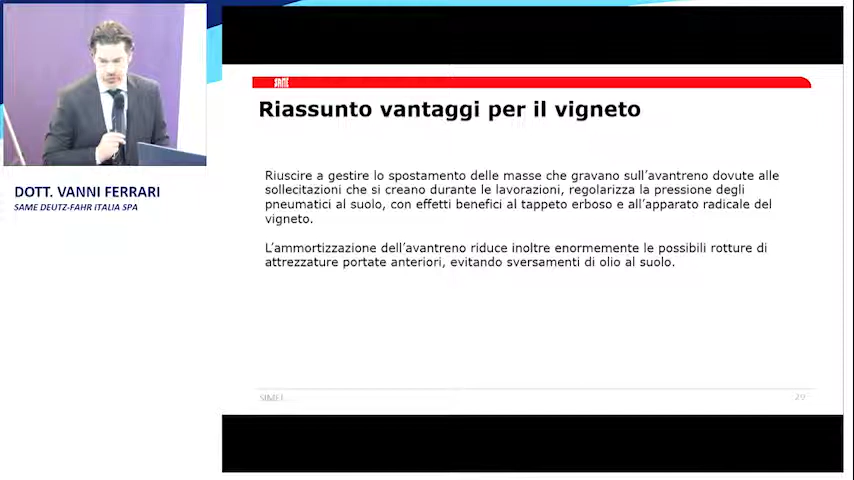 DOTT. VANNI FERRARI
SAME DEUTZ-FAHR ITALIA SPA
SAME
Riassunto vantaggi per il vigneto
Riuscire a gestire lo spostamento delle masse che gravano sull'avantreno dovute alle
sollecitazioni che si creano durante le lavorazioni, regolarizza la pressione degli
pneumatici al suolo, con effetti benefici al tappeto erboso e all'apparato radicale del
vigneto.
L'ammortizzazione dell'avantreno riduce inoltre enormemente le possibili rotture di
attrezzature portate anteriori, evitando sversamenti di olio al suolo.
SIMEI
29